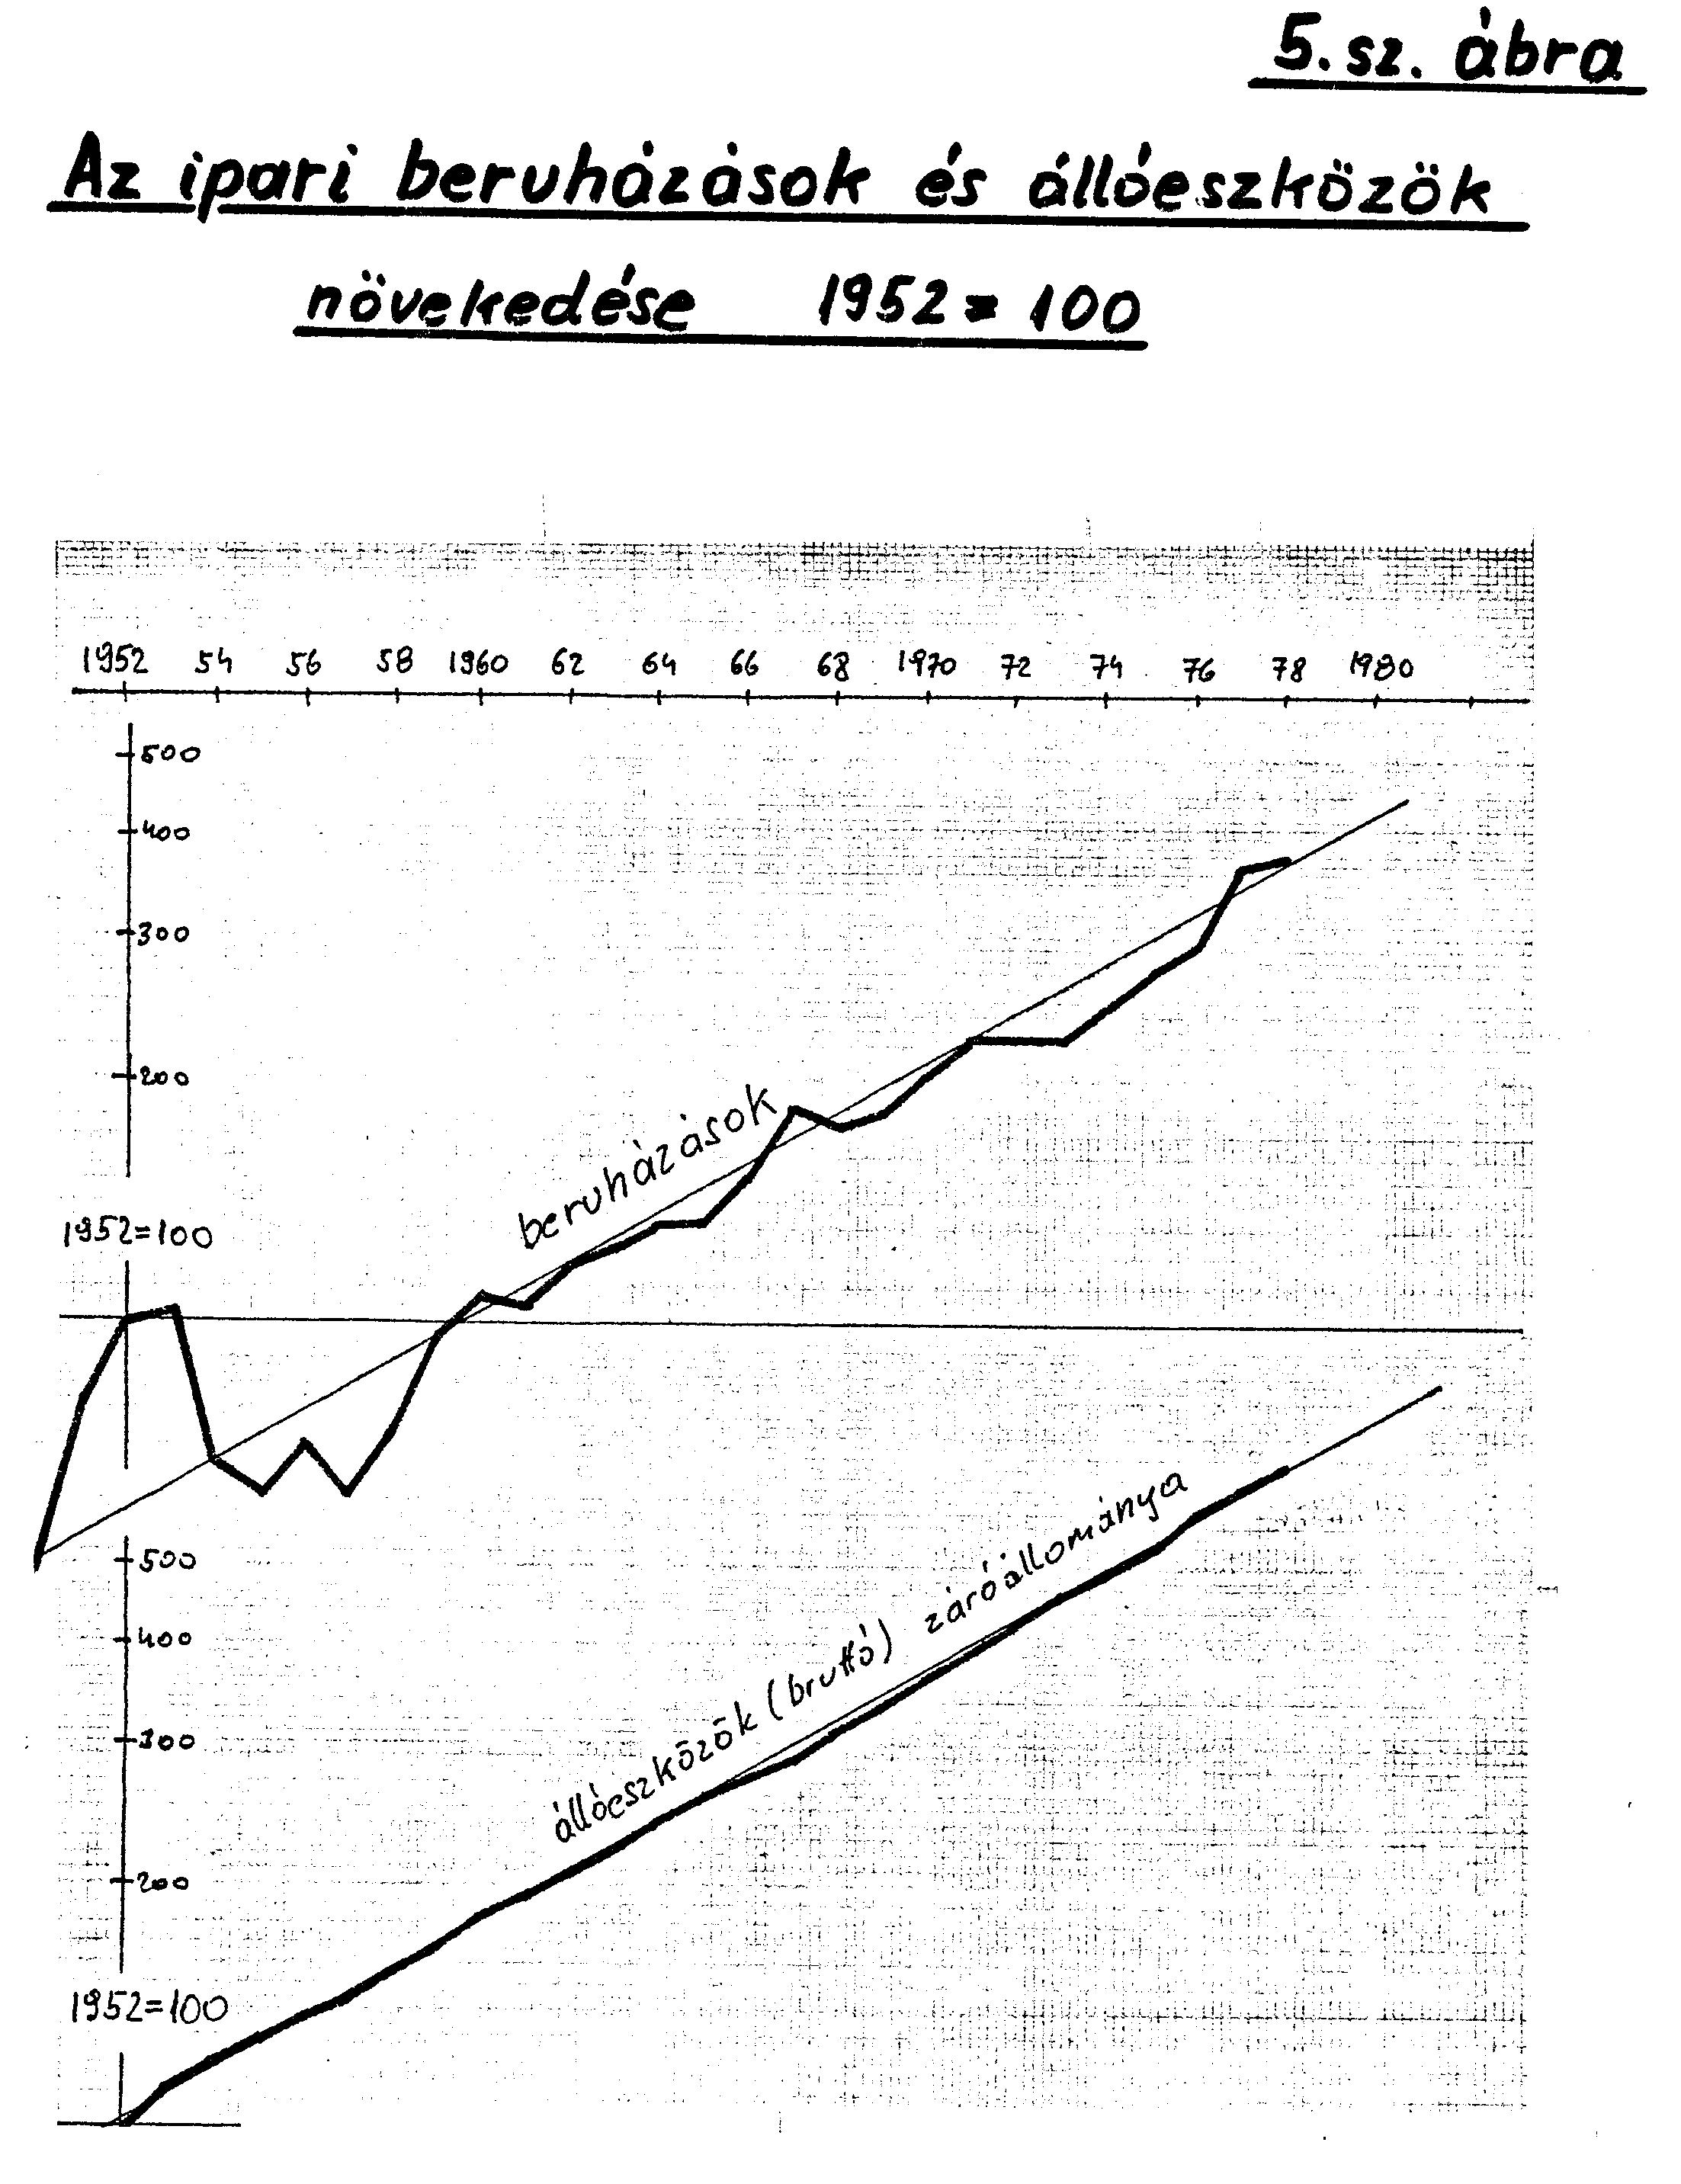 5. sz. ábra
Az ipari beruházások és állóeszközök
növekedése 1952 = 100
1952 54 56 58 1960 62 64 66 68 1970 72 74 76 78 1980
500
400
300
200
beruházások
1952=100
500
400
300
200
állóeszközök (bruttó) záróállománya
1952=100